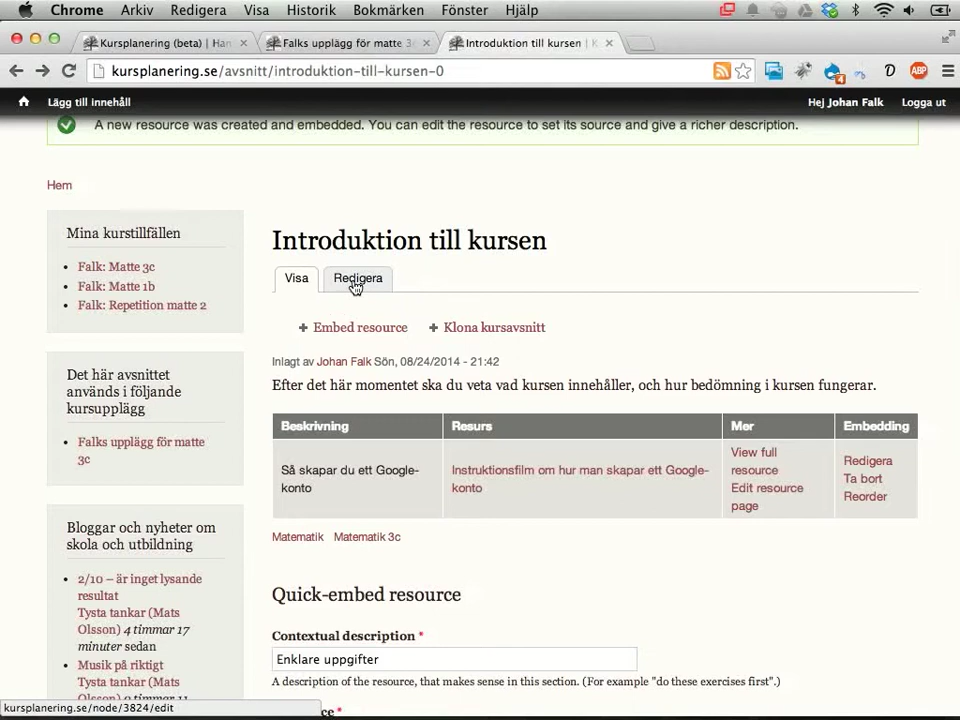 Chrome Arkiv Redigera Visa Historik Bokmärken Fönster Hjälp
Kursplanering (beta) | Han
Falks upplägg för matte 3c
Introduktion till kursen | K
kursplanering.se/avsnitt/introduktion-till-kursen-0
4
ABP
Lägg till innehåll
Hej Johan Falk
Logga ut
A new resource was created and embedded. You can edit the resource to set its source and give a richer description.
Hem
Mina kurstillfällen
Falk: Matte 3c
Falk: Matte 1b
Falk: Repetition matte 2
Det här avsnittet
används i följande
kursupplägg
Falks upplägg för matte
3c
Bloggar och nyheter om
skola och utbildning
2/10 – är inget lysande
resultat
Tysta tankar (Mats
Olsson) 4 timmar 17
minuter sedan
Musik på riktigt
Tysta tankar (Mats
Introduktion till kursen
Visa
Redigera
+ Embed resource
+ Klona kursavsnitt
Inlagt av Johan Falk Sön, 08/24/2014 - 21:42
Efter det här momentet ska du veta vad kursen innehåller, och hur bedömning i kursen fungerar.
Beskrivning Resurs Mer Embedding
Så skapar du ett Google-
konto
Instruktionsfilm om hur man skapar ett Google-
konto
View full
resource
Edit resource
page
Redigera
Ta bort
Reorder
Matematik Matematik 3c
Quick-embed resource
Contextual description *
Enklare uppgifter
A description of the resource, that makes sense in this section. (For example "do these exercises first".)
kursplanering.se/node/3824/edit